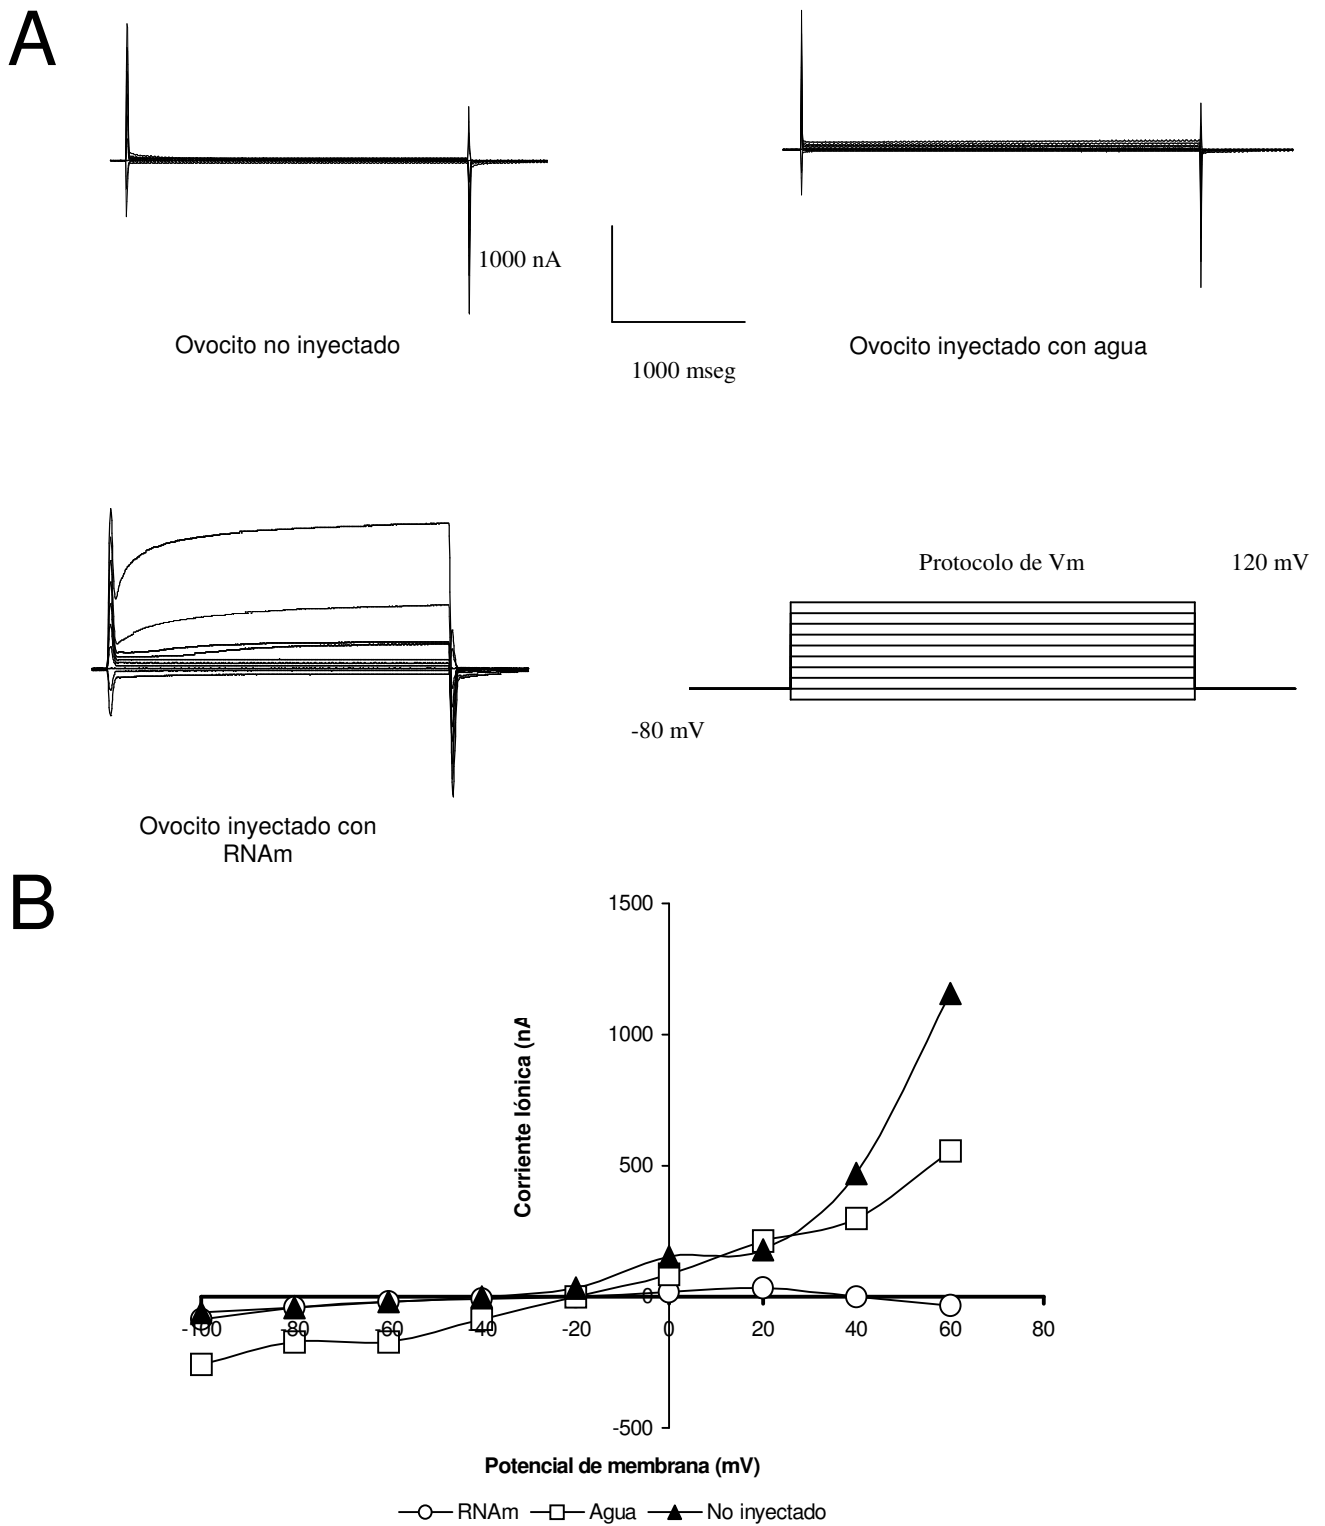 A
1000 nA
Ovocito no inyectado
Ovocito inyectado con agua
1000 mseg
Protocolo de Vm
120 mV
-80 mV
Ovocito inyectado con
RNAm
B
1500
1000
500
0
-500
-100
-80
-60
-40
-20
0
20
40
60
80
Corriente Iónica (nA
Potencial de membrana (mV)
RNAm
Agua
No inyectado